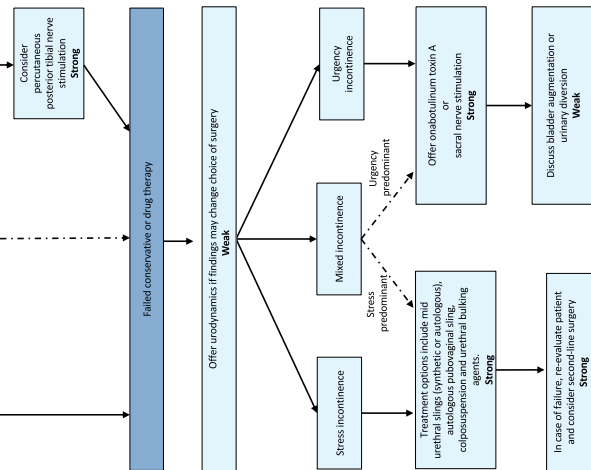 Consider
percutaneous
posterior tibial nerve
stimulation
Strong
Failed conservative or drug therapy
Offer urodynamics if findings may change choice of surgery
Weak
Stress incontinence
Mixed incontinence
Urgency
incontinence
Stress
predominant
Urgency
predominant
Treatment options include mid
urethral slings (synthetic or autologous),
autologous pubovaginal sling,
colposuspension and urethral bulking
agents.
Strong
Offer onabotulinum toxin A
or
sacral nerve stimulation
Strong
In case of failure, re-evaluate patient
and consider second-line surgery
Strong
Discuss bladder augmentation or
urinary diversion
Weak